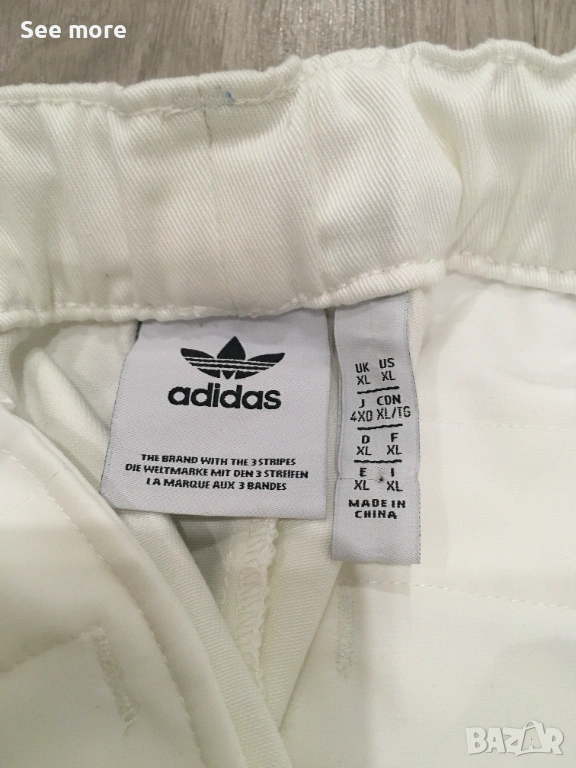 See more
adidas
THE BRAND WITH THE 3 STRIPES
DIE WELTMARKE MIT DEN 3 STREIFEN
LA MARQUE AUX 3 BANDES
UK US
XL XL
J CDN
4XO XL/TG
D F
XL XL
E I
XL XL
MADE IN
CHINA
BAZAR